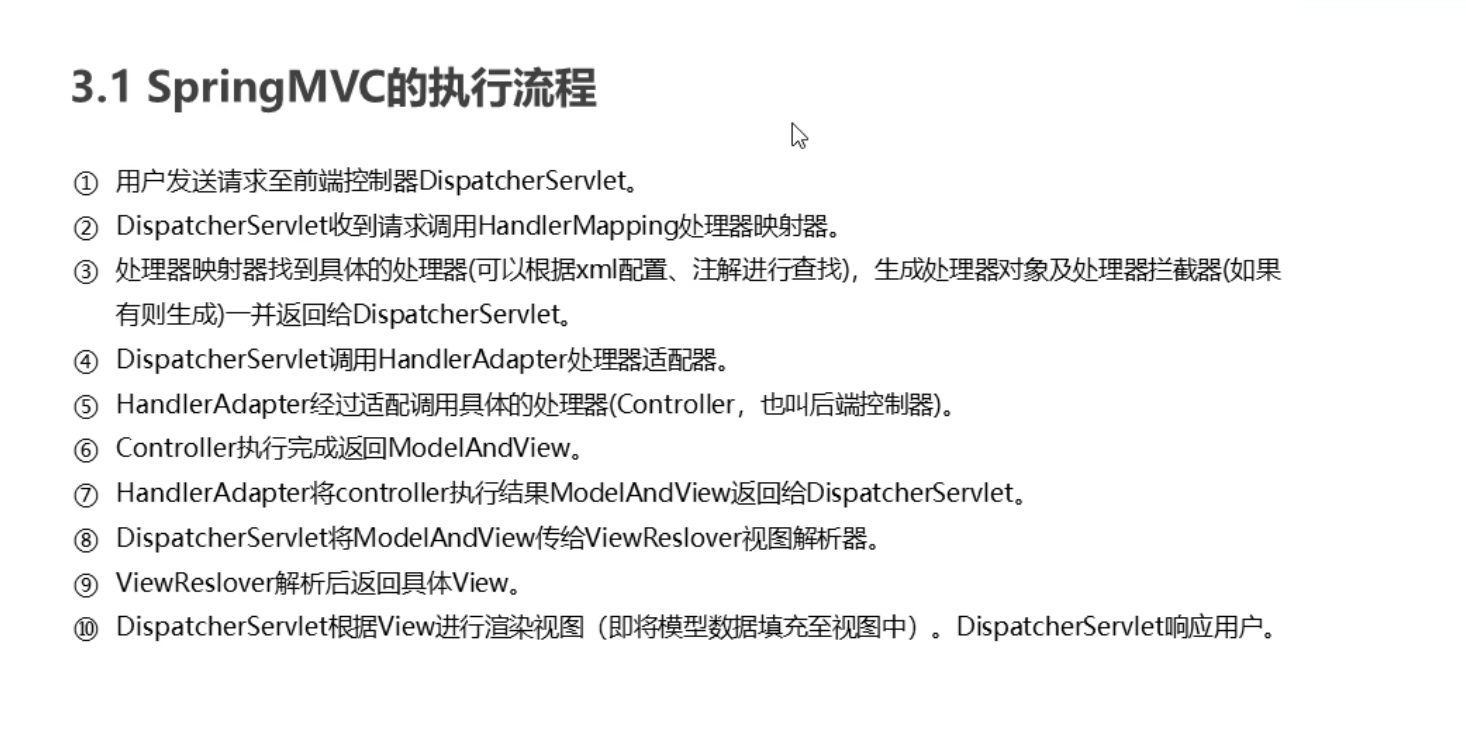 3.1 SpringMVC的执行流程
① 用户发送请求至前端控制器DispatcherServlet。
② DispatcherServlet收到请求调用HandlerMapping处理器映射器。
③ 处理器映射器找到具体的处理器(可以根据xml配置、注解进行查找)，生成处理器对象及处理器拦截器(如果
有则生成)一并返回给DispatcherServlet。
④ DispatcherServlet调用HandlerAdapter处理器适配器。
⑤ HandlerAdapter经过适配调用具体的处理器(Controller，也叫后端控制器)。
⑥ Controller执行完成返回ModelAndView。
⑦ HandlerAdapter将controller执行结果ModelAndView返回给DispatcherServlet。
⑧ DispatcherServlet将ModelAndView传给ViewReslover视图解析器。
⑨ ViewReslover解析后返回具体View。
⑩ DispatcherServlet根据View进行渲染视图（即将模型数据填充至视图中）。DispatcherServlet响应用户。